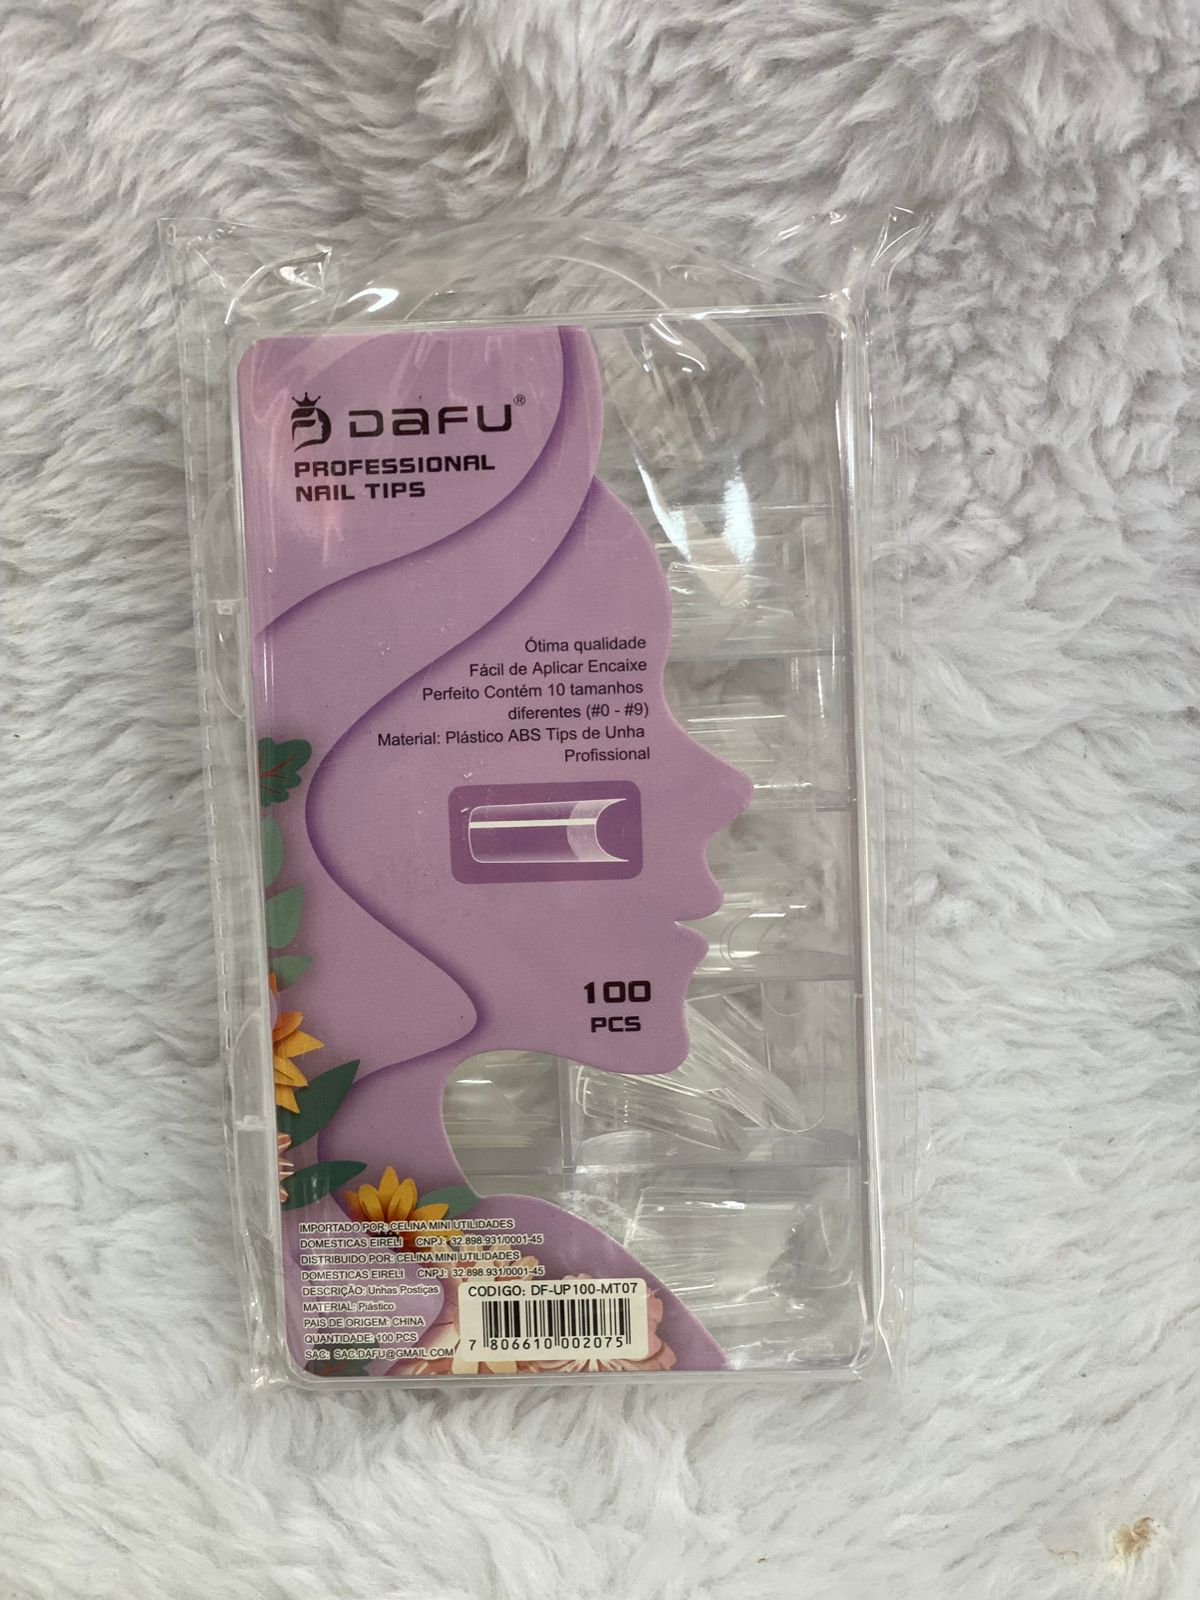 DAFU®
PROFESSIONAL
NAIL TIPS
Ótima qualidade
Fácil de Aplicar Encaixe
Perfeito Contém 10 tamanhos
diferentes (#0 - #9)
Material: Plástico ABS Tips de Unha
Profissional
100
PCS
IMPORTADO POR: CELINA MINI UTILIDADES
DOMESTICAS EIRELI CNPJ: 32.898.931/0001-45
DISTRIBUIDO POR: CELINA MINI UTILIDADES
DOMESTICAS EIRELI CNPJ: 32.898.931/0001-45
DESCRIÇÃO: Unhas Postiças
MATERIAL: Plástico
PAIS DE ORIGEM: CHINA
QUANTIDADE: 100 PCS
SAC: SAC.DAFU@GMAIL.COM
CODIGO: DF-UP100-MT07
7 806610 002075